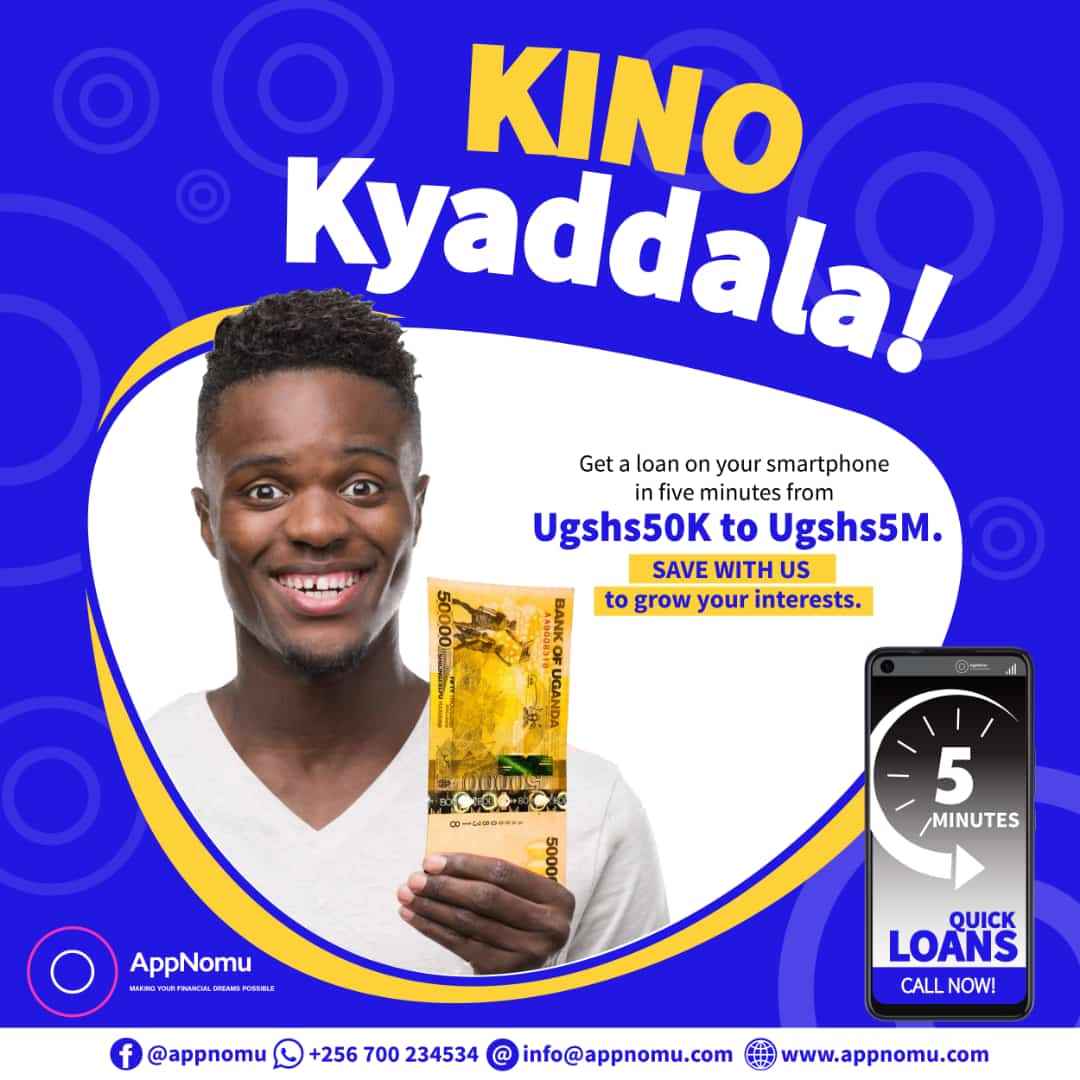 KINO
Kyaddala!
Get a loan on your smartphone
in five minutes from
Ugshs50K to Ugshs5M.
SAVE WITH US
to grow your interests.
BANK OF UGANDA
50000
5000
AppNomu
5
MINUTES
QUICK
LOANS
CALL NOW!
AppNomu
MAKING YOUR FINANCIAL DREAMS POSSIBLE
@appnomu +256 700 234534 @ info@appnomu.com www.appnomu.com